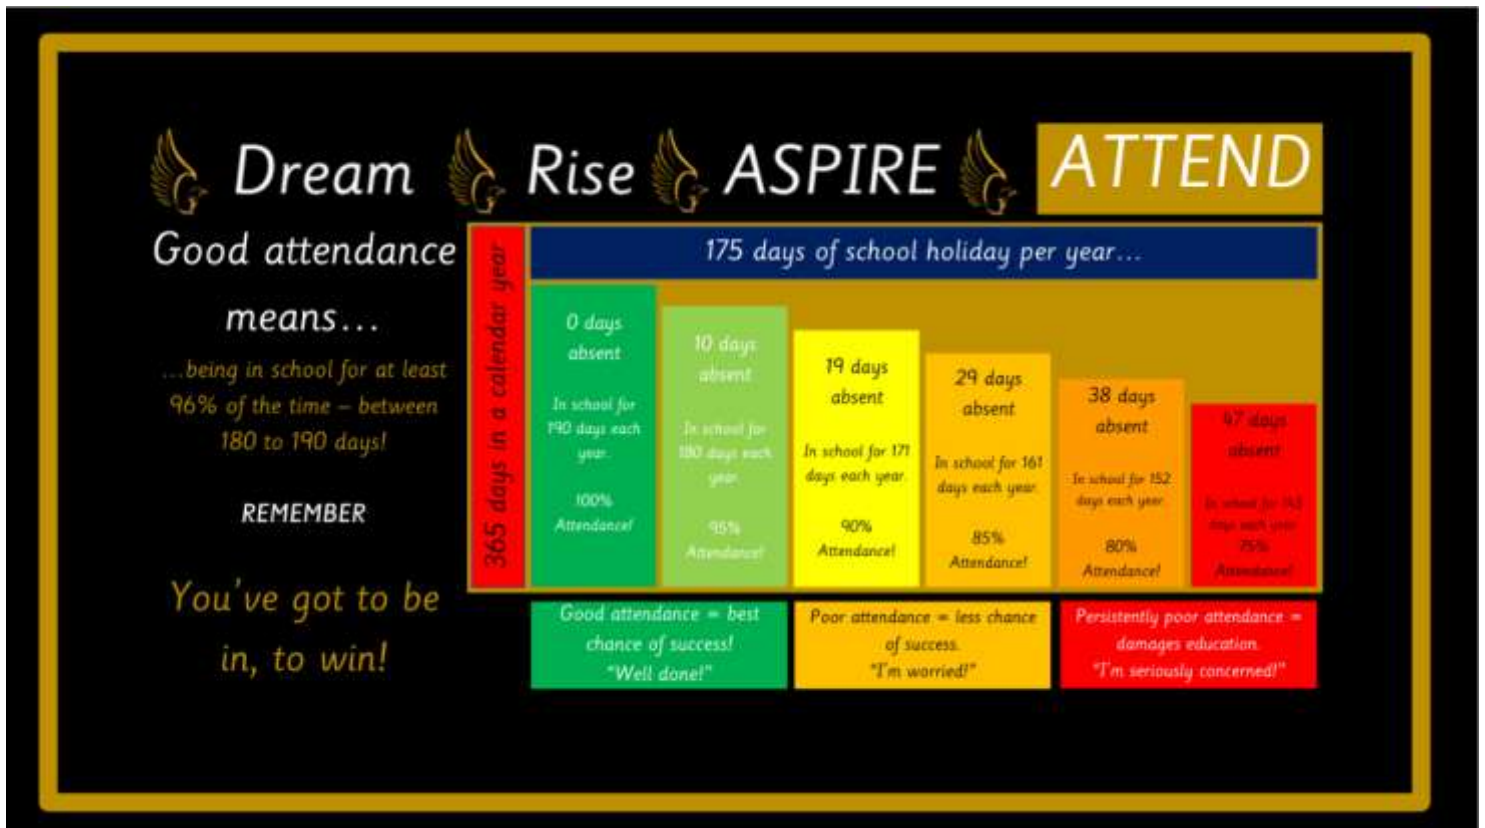 Dream Rise ASPIRE ATTEND
Good attendance
means...
...being in school for at least
96% of the time – between
180 to 190 days!
REMEMBER
You've got to be
in, to win!
365 days in a calendar year
175 days of school holiday per year...
0 days
absent
In school for
190 days each
year.
100%
Attendance!
10 days
absent
In school for
180 days each
year.
95%
Attendance!
19 days
absent
In school for 171
days each year.
90%
Attendance!
29 days
absent
In school for 161
days each year.
85%
Attendance!
38 days
absent
In school for 152
days each year.
80%
Attendance!
47 days
absent
In school for
days each year
75%
Attendance!
Good attendance = best
chance of success!
"Well done!"
Poor attendance = less chance
of success.
"I'm worried!"
Persistently poor attendance =
damages education.
"I'm seriously concerned!"